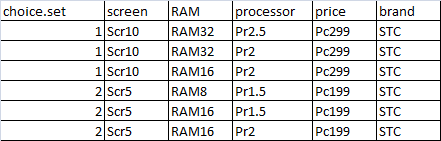 choice.set screen RAM processor price brand
1 Scr10 RAM32 Pr2.5 Pc299 STC
1 Scr10 RAM32 Pr2 Pc299 STC
1 Scr10 RAM16 Pr2 Pc299 STC
2 Scr5 RAM8 Pr1.5 Pc199 STC
2 Scr5 RAM16 Pr1.5 Pc199 STC
2 Scr5 RAM16 Pr2 Pc199 STC